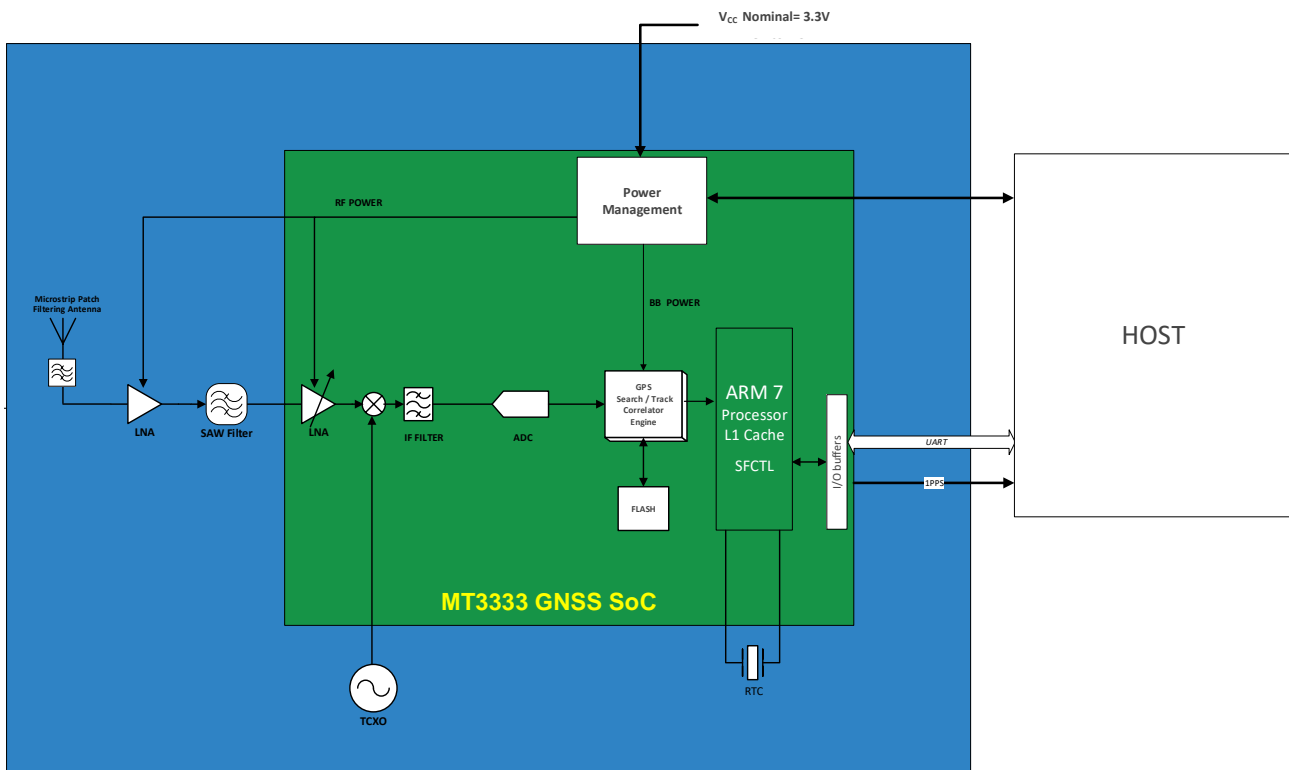 VCC Nominal= 3.3V
Power
Management
RF POWER
BB POWER
Microstrip Patch
Filtering Antenna
LNA
SAW Filter
LNA
IF FILTER
ADC
GPS
Search / Track
Correlator
Engine
FLASH
ARM 7
Processor
L1 Cache
SFCTL
I/O buffers
UART
1PPS
HOST
MT3333 GNSS SoC
TCXO
RTC